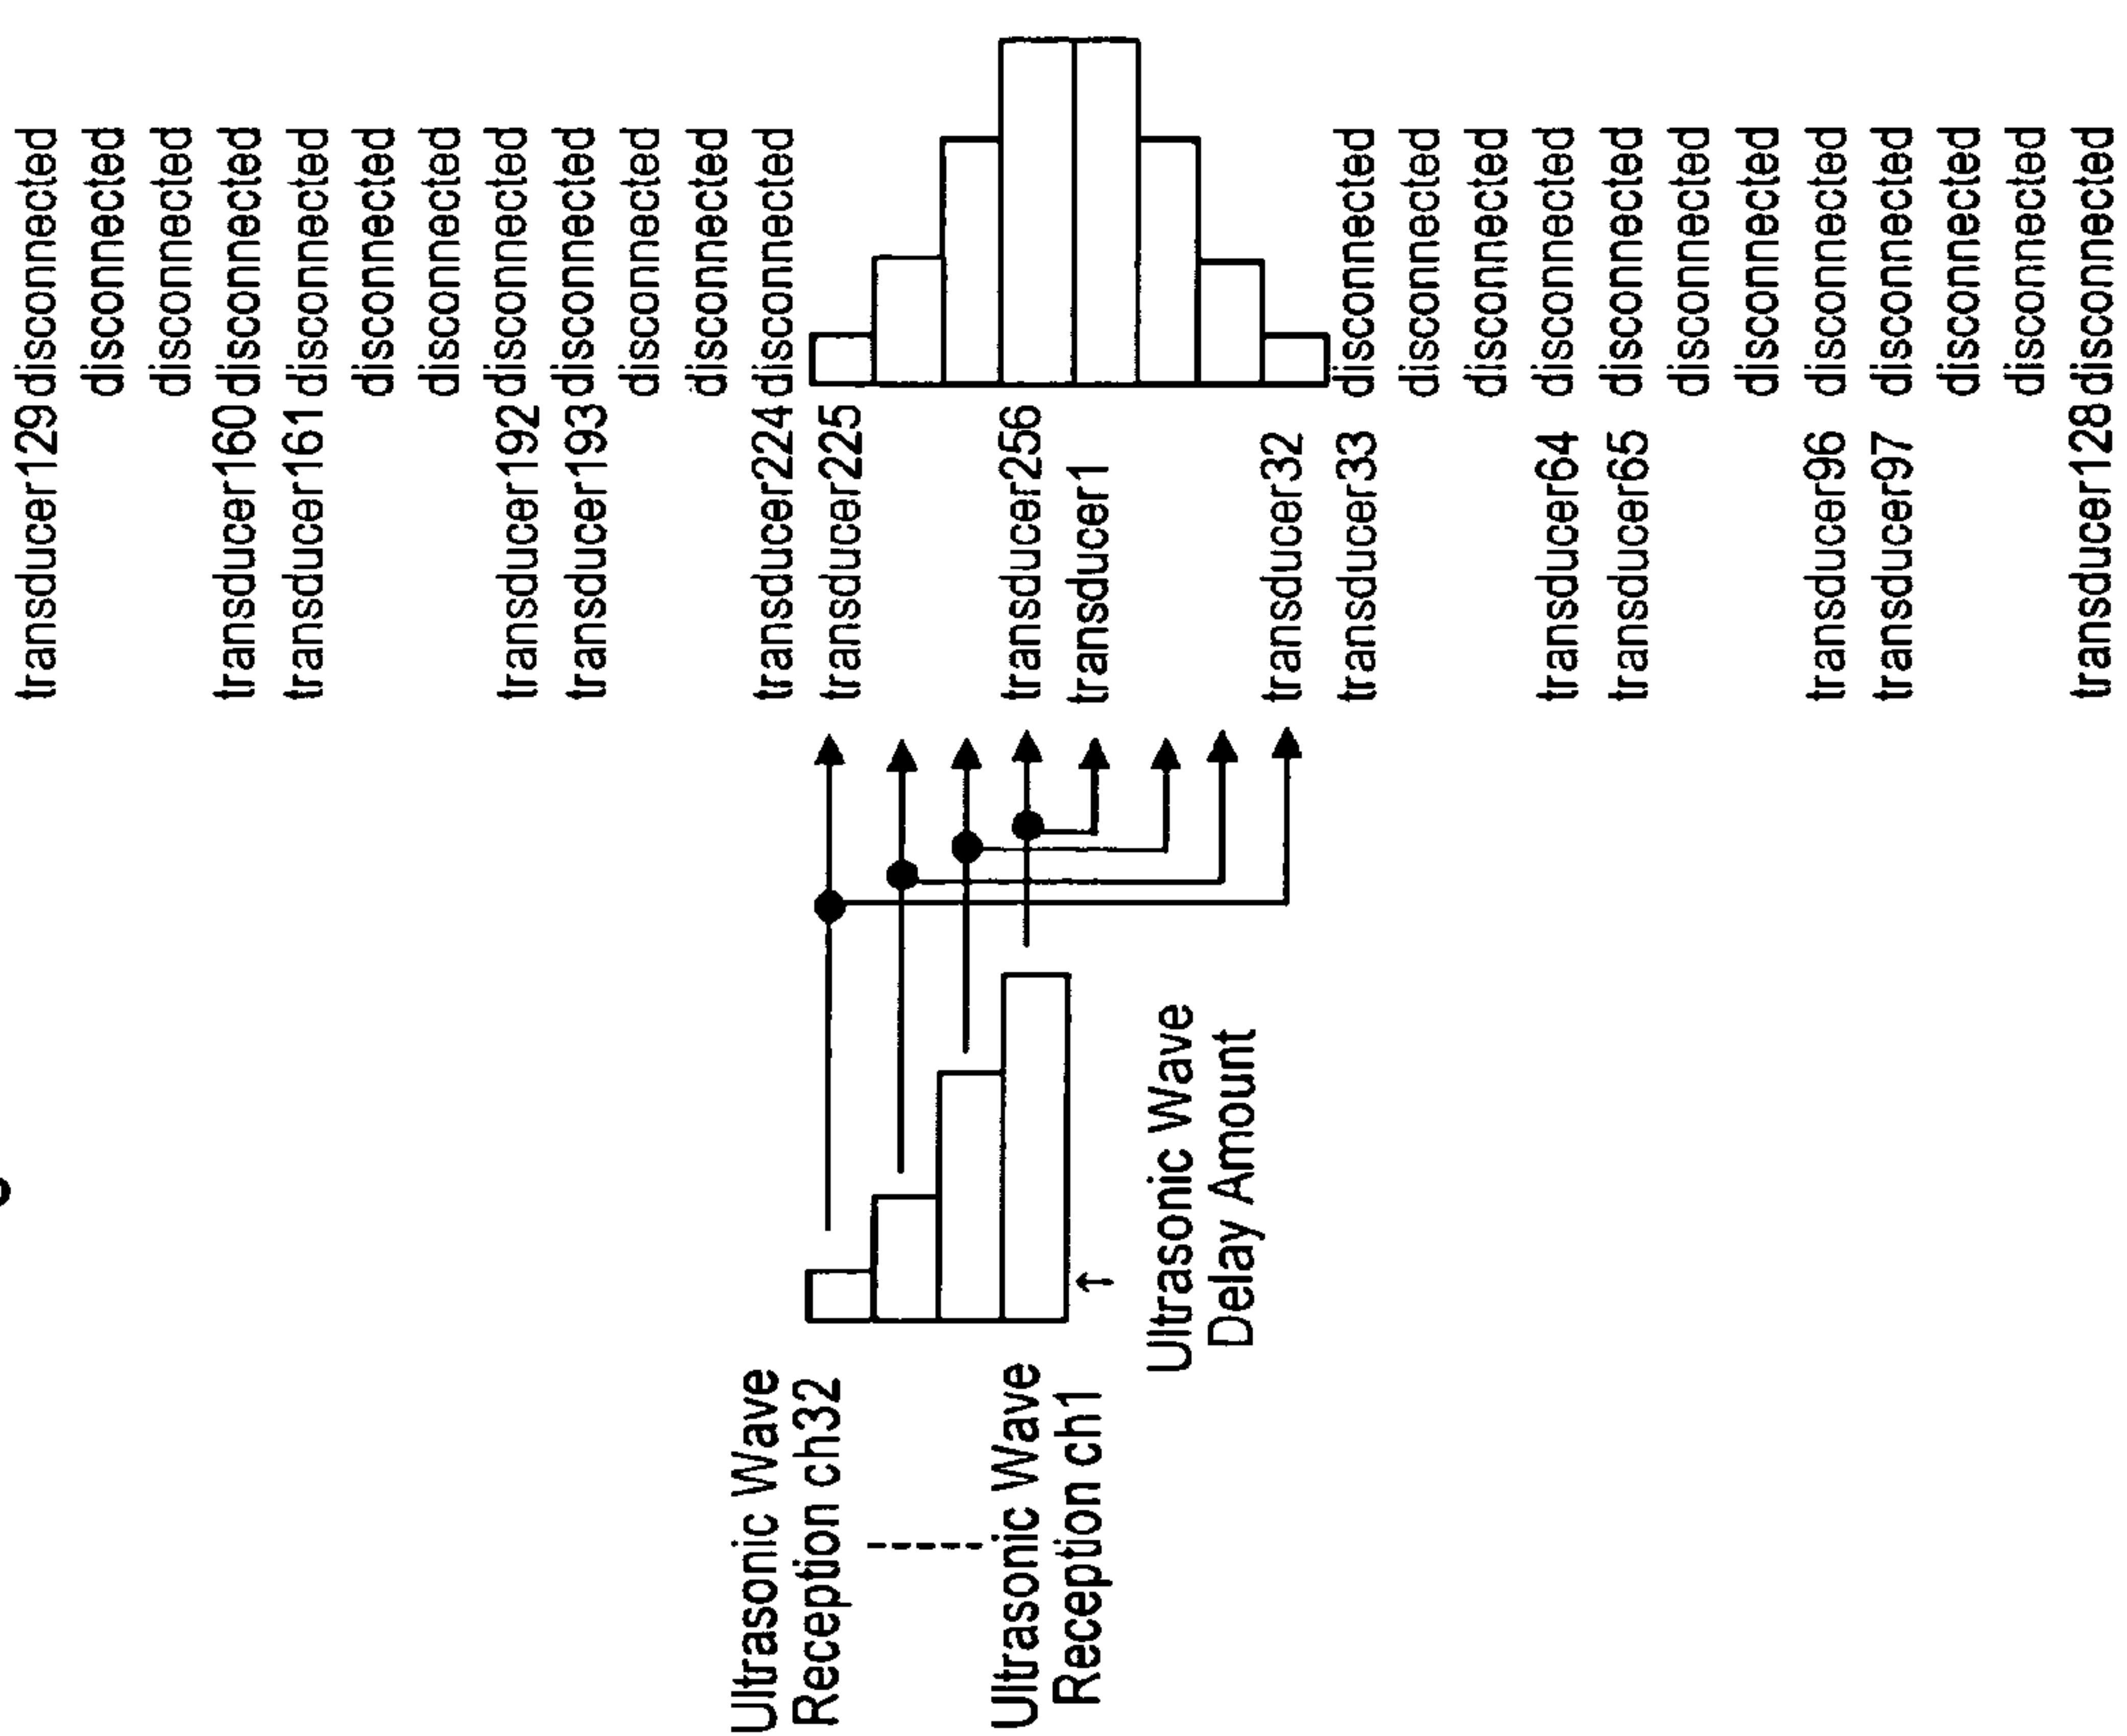 Ultrasonic Wave
Reception ch32
Ultrasonic Wave
Reception ch1
Ultrasonic Wave
Delay Amount
transducer129 disconnected
disconnected
disconnected
transducer160 disconnected
transducer161 disconnected
disconnected
disconnected
transducer192 disconnected
transducer193 disconnected
disconnected
disconnected
transducer224 disconnected
transducer225
transducer256
transducer1
transducer32
transducer33 disconnected
disconnected
disconnected
transducer64 disconnected
transducer65 disconnected
disconnected
disconnected
transducer96 disconnected
transducer97 disconnected
disconnected
disconnected
transducer128 disconnected